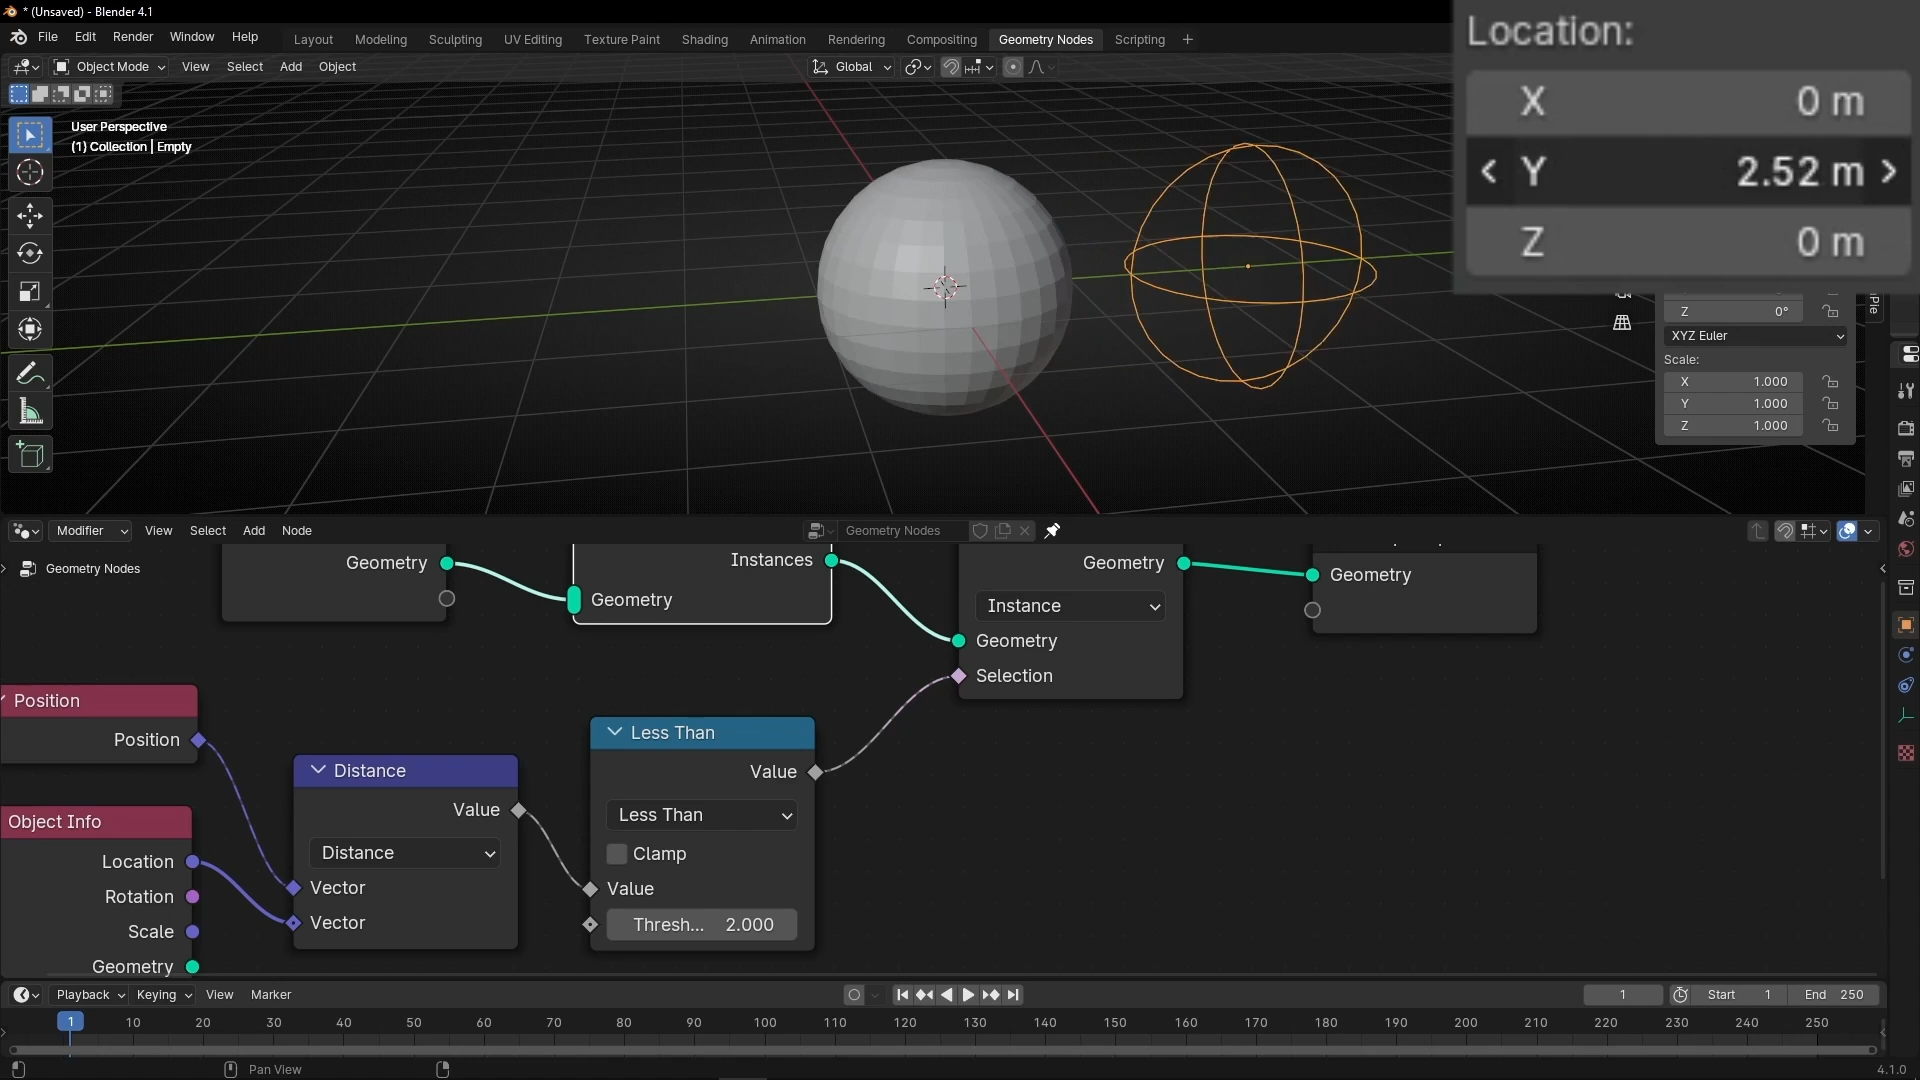 * (Unsaved) - Blender 4.1
File Edit Render Window Help
Layout Modeling Sculpting UV Editing Texture Paint Shading Animation Rendering Compositing Geometry Nodes Scripting +
Object Mode View Select Add Object
Global
User Perspective
(1) Collection | Empty
Location:
X 0 m
Y 2.52 m
Z 0 m
Z 0°
XYZ Euler
Scale:
X 1.000
Y 1.000
Z 1.000
Pie
Modifier View Select Add Node
Geometry Nodes
Geometry Nodes
Geometry
Instances
Geometry
Geometry
Instance
Geometry
Selection
Geometry
Position
Position
Object Info
Location
Rotation
Scale
Geometry
Distance
Value
Distance
Vector
Vector
Less Than
Value
Less Than
Clamp
Value
Thresh... 2.000
Playback Keying View Marker
1 Start 1 End 250
1 10 20 30 40 50 60 70 80 90 100 110 120 130 140 150 160 170 180 190 200 210 220 230 240 250
Pan View
4.1.0